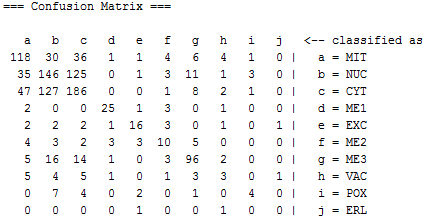 === Confusion Matrix ===
a b c d e f g h i j <-- classified as
118 30 36 1 1 4 6 4 1 0 | a = MIT
35 146 125 0 1 3 11 1 3 0 | b = NUC
47 127 186 0 0 1 8 2 1 0 | c = CYT
2 0 0 25 1 3 0 1 0 0 | d = ME1
2 2 2 1 16 3 0 1 0 1 | e = EXC
4 3 2 3 3 10 5 0 0 0 | f = ME2
5 16 14 1 0 3 96 2 0 0 | g = ME3
5 4 5 1 0 1 3 3 0 1 | h = VAC
0 7 4 0 2 0 1 0 4 0 | i = POX
0 0 0 0 1 0 0 1 0 0 | j = ERL